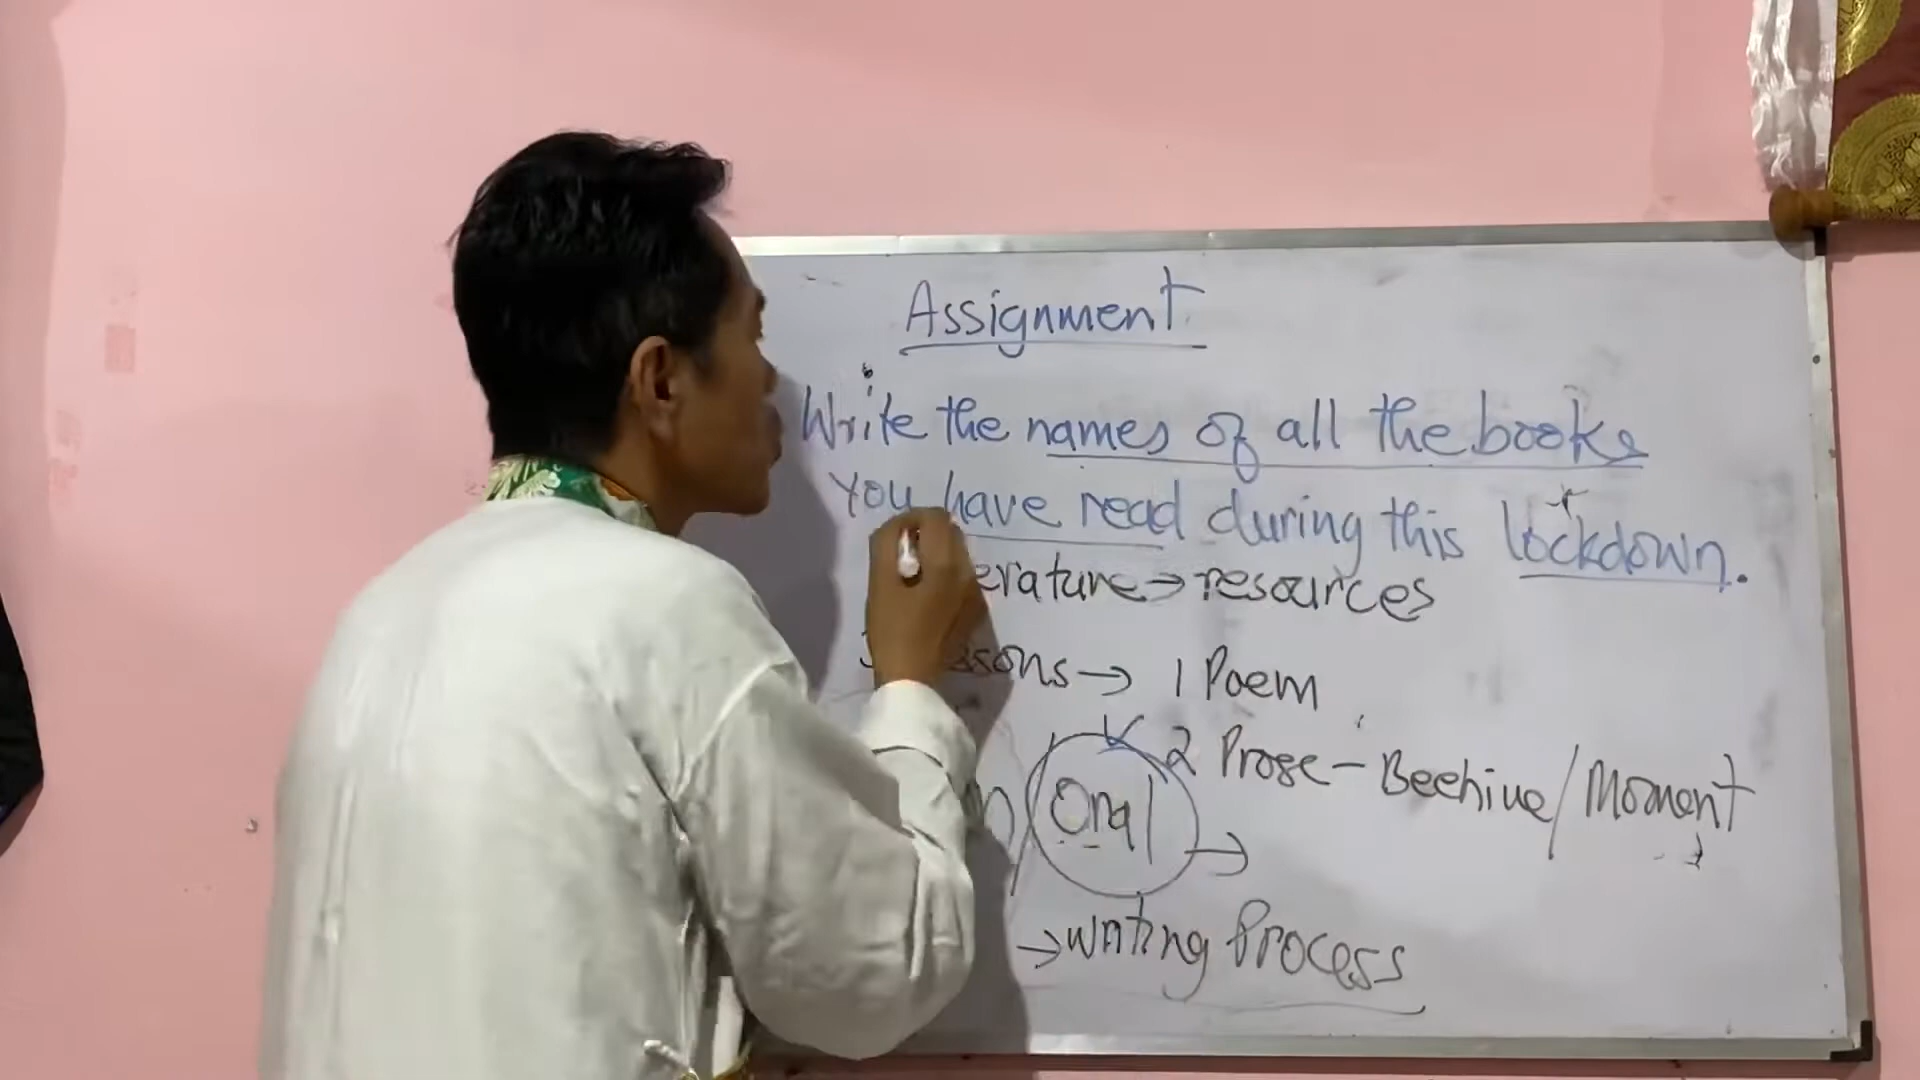 Assignment
Write the names of all the books
You have read during this lockdown.
erature → resources
ssons → 1 Poem
2 Prose - Beehive/Moment
Oral →
→ writing Process